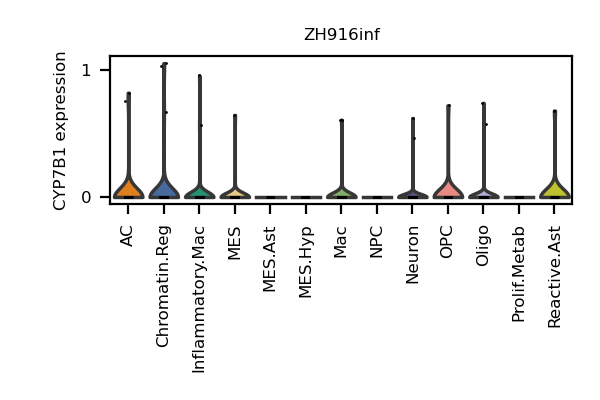 ZH916inf
CYP7B1 expression
1
0
AC
Chromatin.Reg
Inflammatory.Mac
MES
MES.Ast
MES.Hyp
Mac
NPC
Neuron
OPC
Oligo
Prolif.Metab
Reactive.Ast